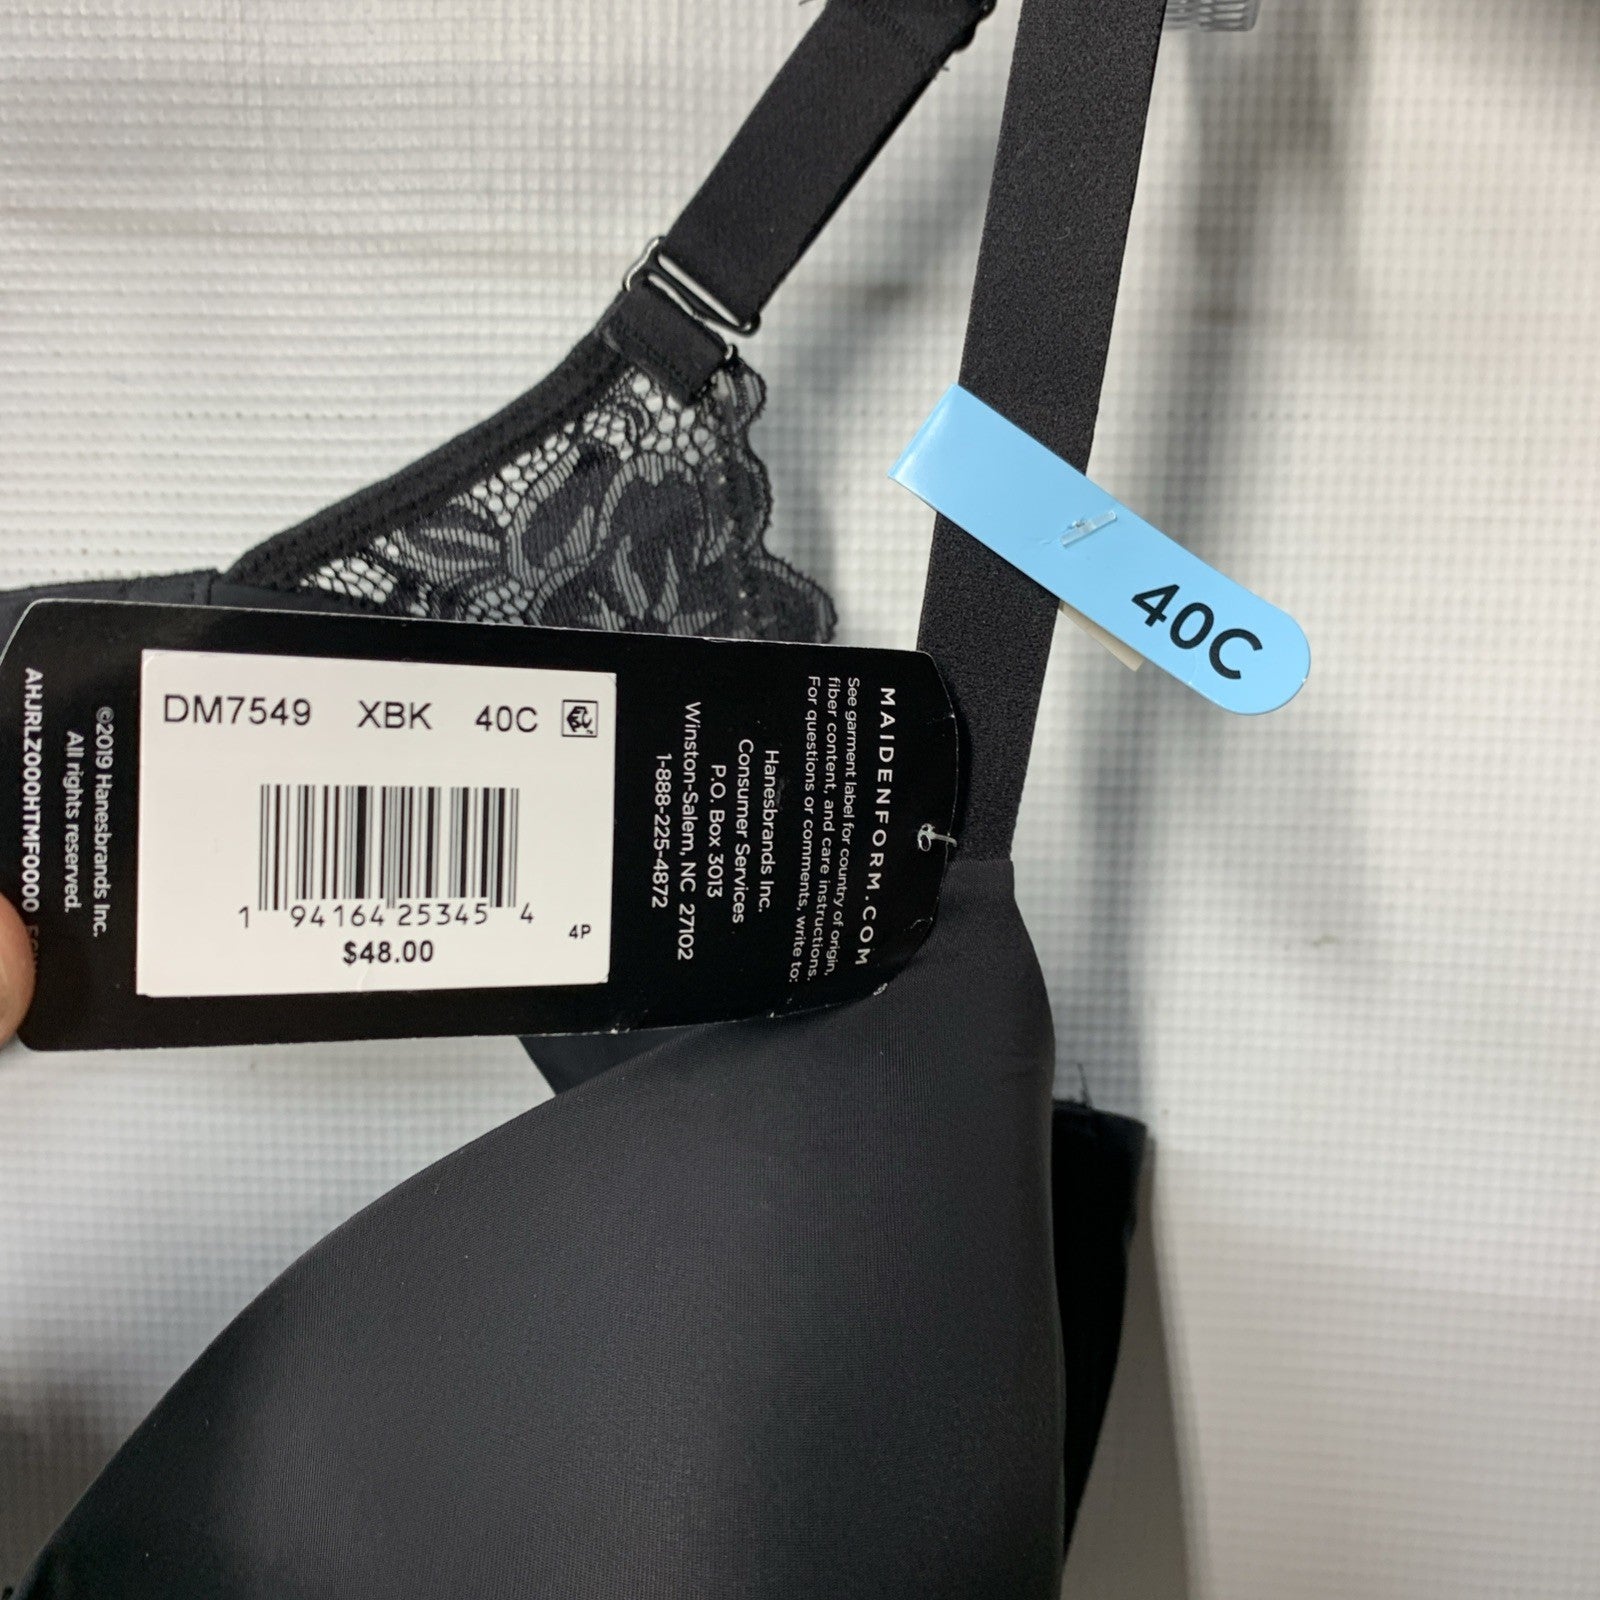 40C
DM7549 XBK 40C
1 94164 25345 4
$48.00
4P
MAIDENFORM.COM
See garment label for country of origin,
fiber content, and care instructions.
For questions or comments, write to:
Hanesbrands Inc.
Consumer Services
P.O. Box 3013
Winston-Salem, NC 27102
1-888-225-4872
©2019 Hanesbrands Inc.
All rights reserved.
AHJRLZ000HTMF0000